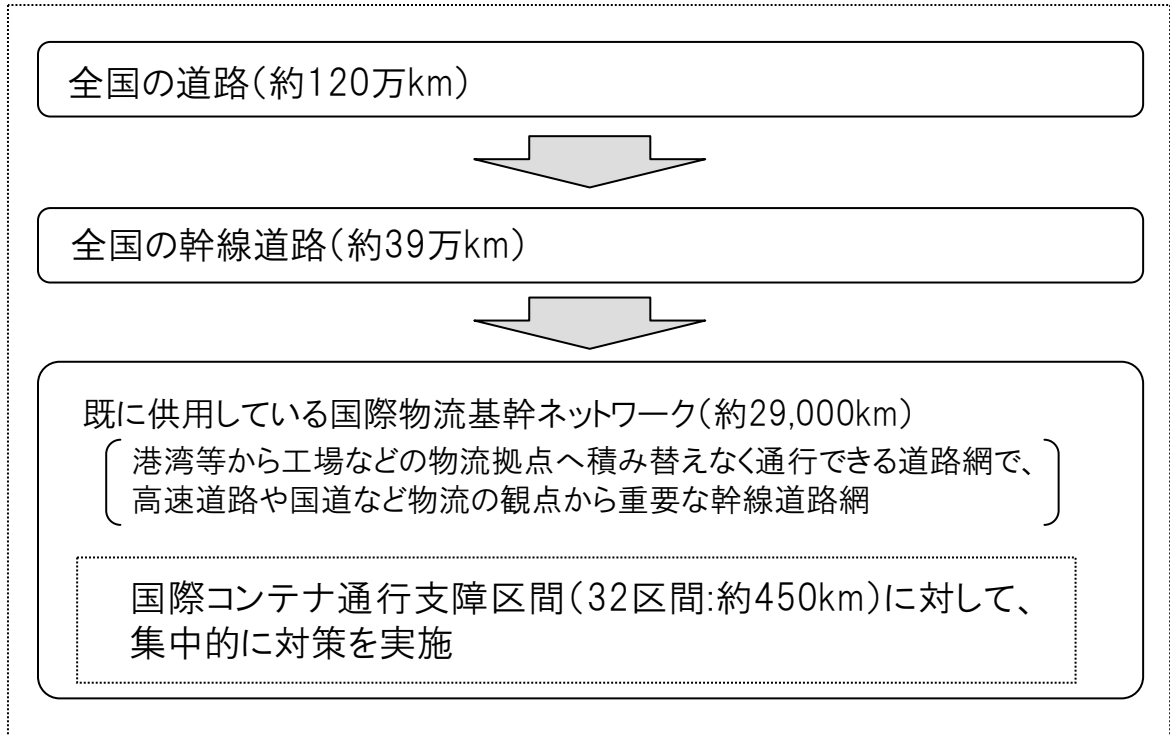 全国の道路(約120万km)
全国の幹線道路(約39万km)
既に供用している国際物流基幹ネットワーク(約29,000km)
港湾等から工場などの物流拠点へ積み替えなく通行できる道路網で、
高速道路や国道など物流の観点から重要な幹線道路網
国際コンテナ通行支障区間(32区間:約450km)に対して、
集中的に対策を実施